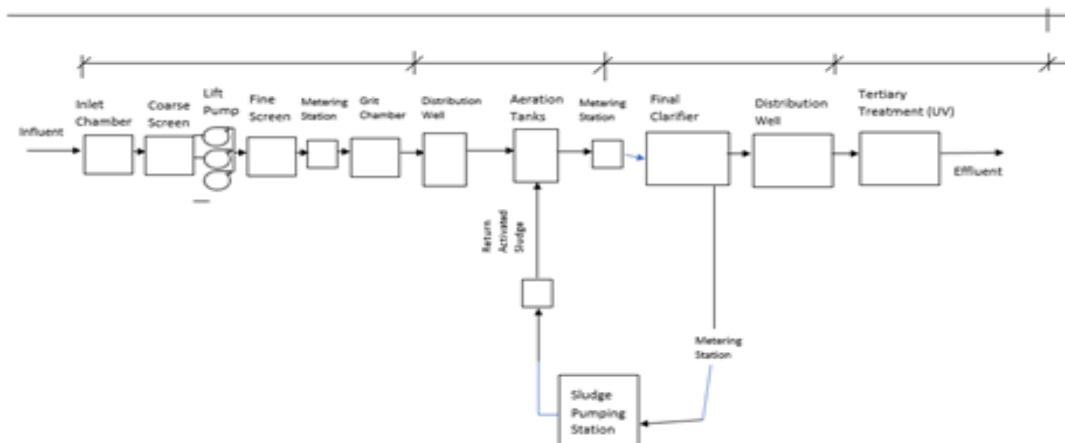 Influent
Inlet
Chamber
Coarse
Screen
Lift
Pump
Fine
Screen
Metering
Station
Grit
Chamber
Distribution
Well
Aeration
Tanks
Metering
Station
Final
Clarifier
Distribution
Well
Tertiary
Treatment (UV)
Effluent
Return
Activated
Sludge
Metering
Station
Sludge
Pumping
Station